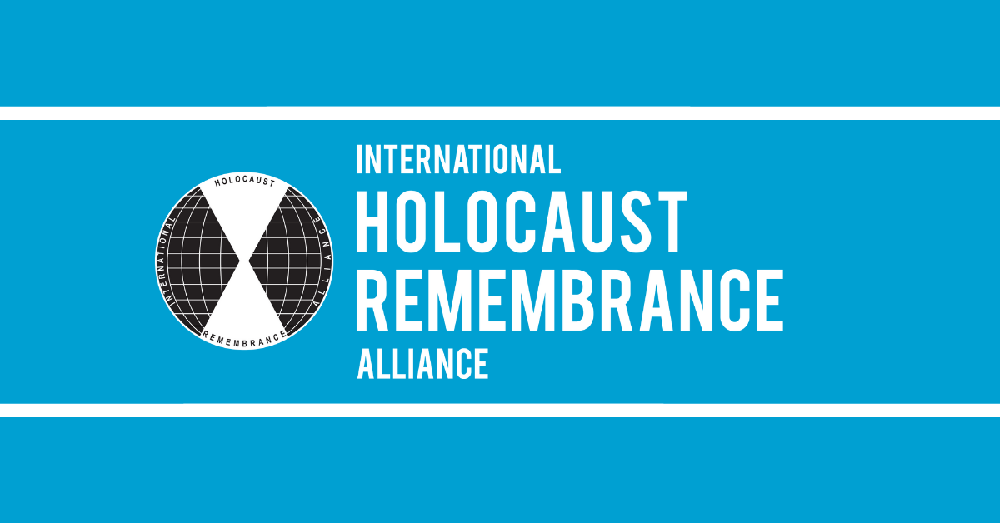 HOLOCAUST
INTERNATIONAL
ALLIANCE
REMEMBRANCE
INTERNATIONAL
HOLOCAUST
REMEMBRANCE
ALLIANCE